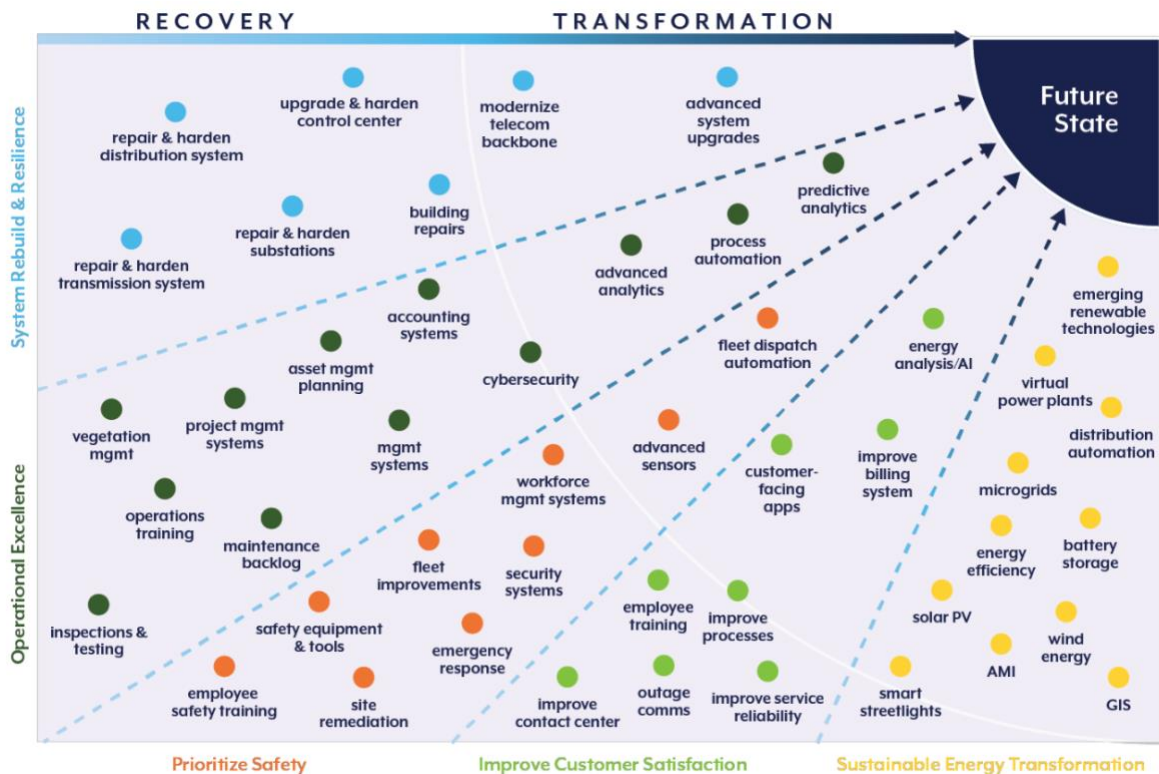 RECOVERY
TRANSFORMATION
Future
State
System Rebuild & Resilience
upgrade & harden
control center
modernize
telecom
backbone
advanced
system
upgrades
repair & harden
distribution system
predictive
analytics
building
repairs
repair & harden
substations
process
automation
repair & harden
transmission system
advanced
analytics
emerging
renewable
technologies
accounting
systems
fleet dispatch
automation
energy
analysis/AI
asset mgmt
planning
cybersecurity
virtual
power plants
vegetation
mgmt
project mgmt
systems
mgmt
systems
advanced
sensors
customer-
facing
apps
improve
billing
system
distribution
automation
Operational Excellence
workforce
mgmt systems
microgrids
operations
training
maintenance
backlog
fleet
improvements
security
systems
energy
efficiency
battery
storage
employee
training
improve
processes
solar PV
wind
energy
inspections &
testing
safety equipment
& tools
emergency
response
AMI
employee
safety training
site
remediation
improve
contact center
outage
comms
improve service
reliability
smart
streetlights
GIS
Prioritize Safety
Improve Customer Satisfaction
Sustainable Energy Transformation